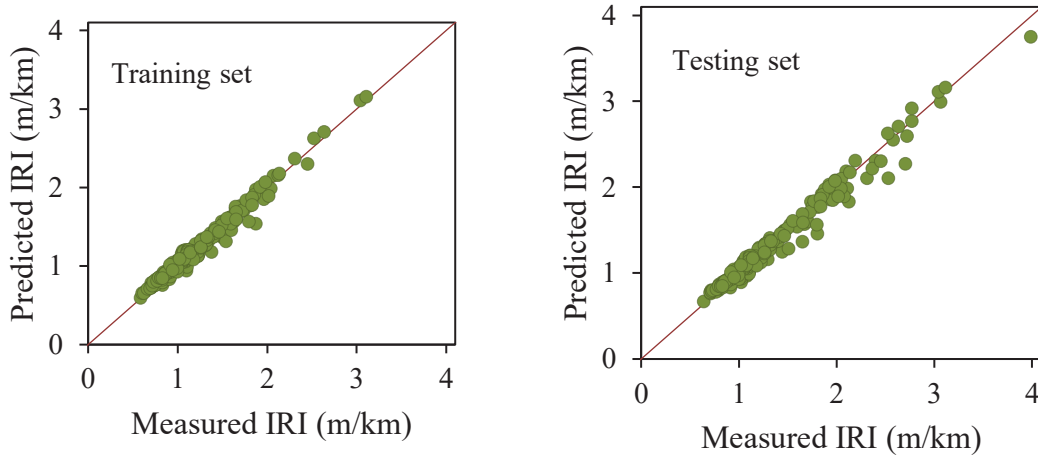 Training set
Predicted IRI (m/km)
4
3
2
1
0
0 1 2 3 4
Measured IRI (m/km)
Testing set
Predicted IRI (m/km)
4
3
2
1
0
0 1 2 3 4
Measured IRI (m/km)